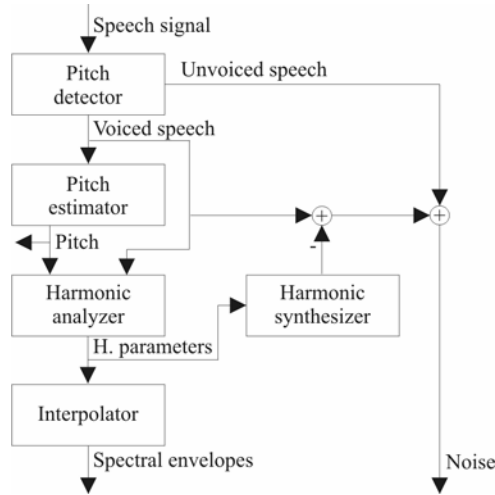 Speech signal
Pitch
detector
Unvoiced speech
Voiced speech
Pitch
estimator
+
+
Pitch
-
Harmonic
analyzer
Harmonic
synthesizer
H. parameters
Interpolator
Spectral envelopes
Noise